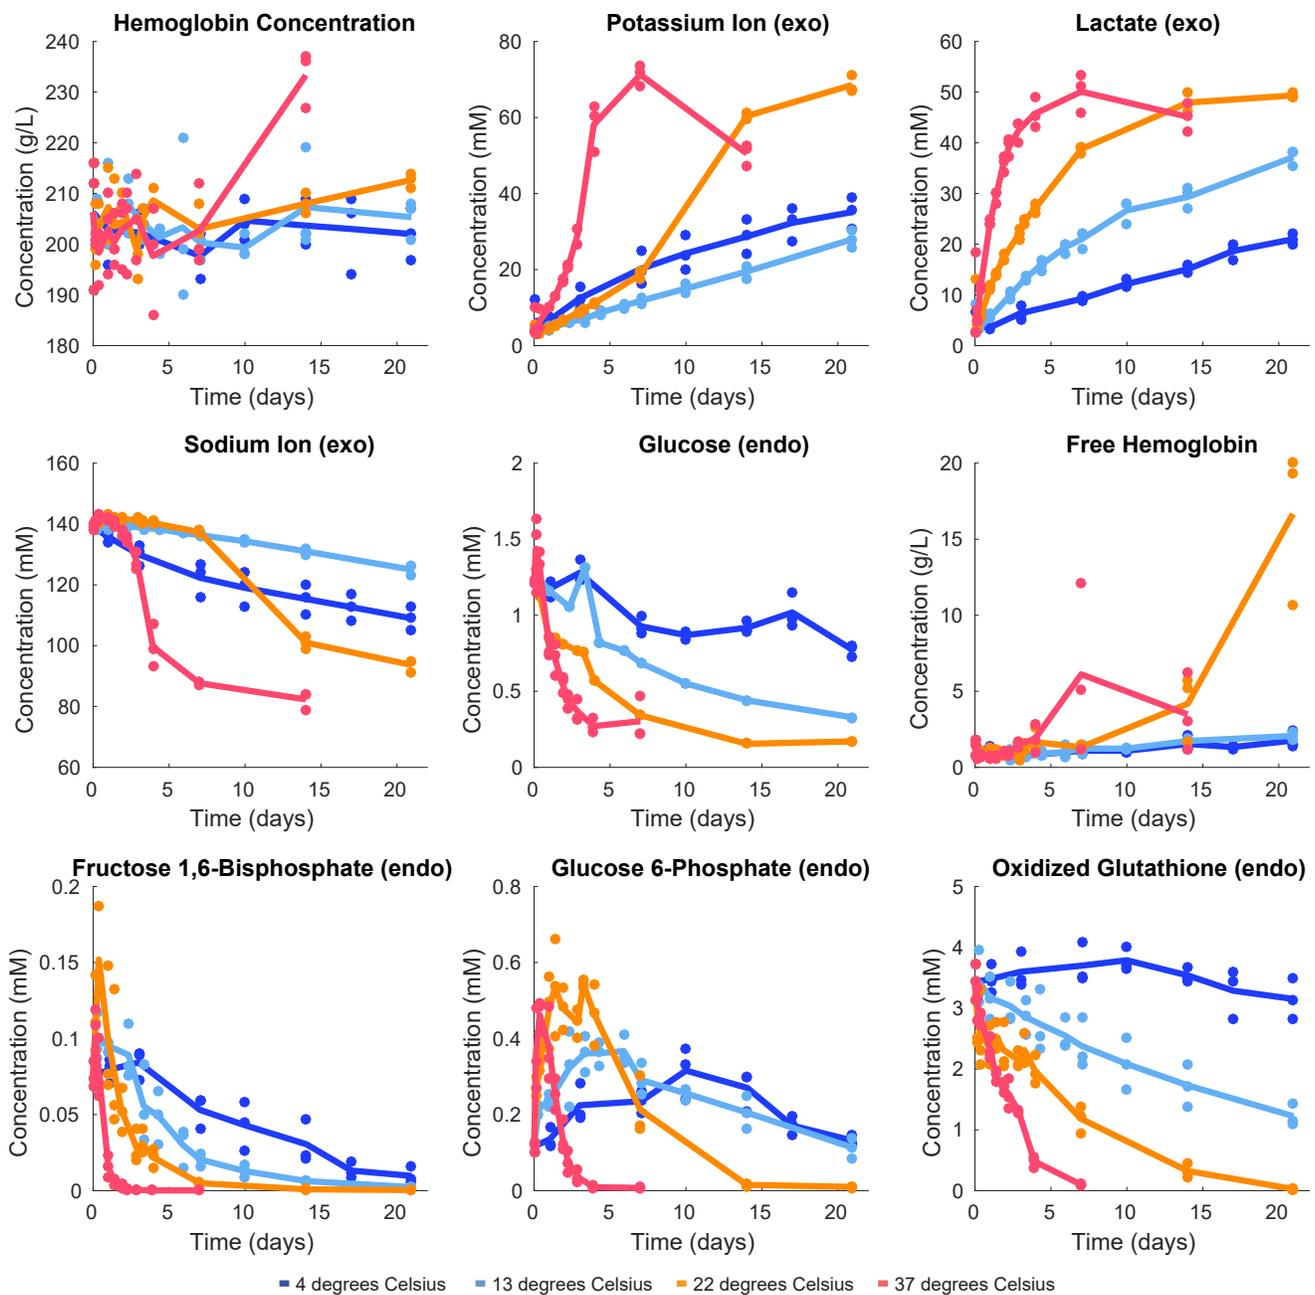 Hemoglobin Concentration
Potassium Ion (exo)
Lactate (exo)
240
230
220
210
200
190
180
Concentration (g/L)
0 5 10 15 20
Time (days)
80
60
40
20
0
Concentration (mM)
0 5 10 15 20
Time (days)
60
50
40
30
20
10
0
Concentration (mM)
0 5 10 15 20
Time (days)
Sodium Ion (exo)
Glucose (endo)
Free Hemoglobin
160
140
120
100
80
60
Concentration (mM)
0 5 10 15 20
Time (days)
2
1.5
1
0.5
0
Concentration (mM)
0 5 10 15 20
Time (days)
20
15
10
5
0
Concentration (g/L)
0 5 10 15 20
Time (days)
Fructose 1,6-Bisphosphate (endo)
Glucose 6-Phosphate (endo)
Oxidized Glutathione (endo)
0.2
0.15
0.1
0.05
0
Concentration (mM)
0 5 10 15 20
Time (days)
0.8
0.6
0.4
0.2
0
Concentration (mM)
0 5 10 15 20
Time (days)
5
4
3
2
1
0
Concentration (mM)
0 5 10 15 20
Time (days)
4 degrees Celsius 13 degrees Celsius 22 degrees Celsius 37 degrees Celsius